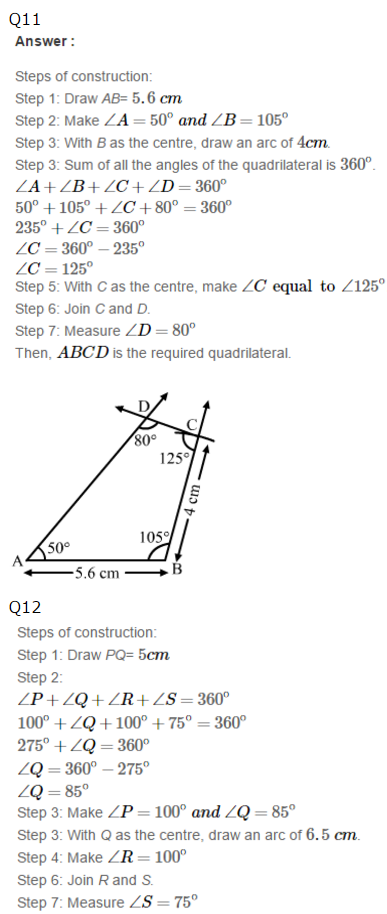 Q11
Answer :
Steps of construction:
Step 1: Draw AB= 5.6 cm
Step 2: Make ∠A = 50° and ∠B = 105°
Step 3: With B as the centre, draw an arc of 4cm.
Step 3: Sum of all the angles of the quadrilateral is 360°.
∠A + ∠B + ∠C + ∠D = 360°
50° + 105° + ∠C + 80° = 360°
235° + ∠C = 360°
∠C = 360° − 235°
∠C = 125°
Step 5: With C as the centre, make ∠C equal to ∠125°
Step 6: Join C and D.
Step 7: Measure ∠D = 80°
Then, ABCD is the required quadrilateral.
D
C
80°
125°
4 cm
105°
50°
A
B
5.6 cm
Q12
Steps of construction:
Step 1: Draw PQ= 5cm
Step 2:
∠P + ∠Q + ∠R + ∠S = 360°
100° + ∠Q + 100° + 75° = 360°
275° + ∠Q = 360°
∠Q = 360° − 275°
∠Q = 85°
Step 3: Make ∠P = 100° and ∠Q = 85°
Step 3: With Q as the centre, draw an arc of 6.5 cm.
Step 4: Make ∠R = 100°
Step 6: Join R and S.
Step 7: Measure ∠S = 75°